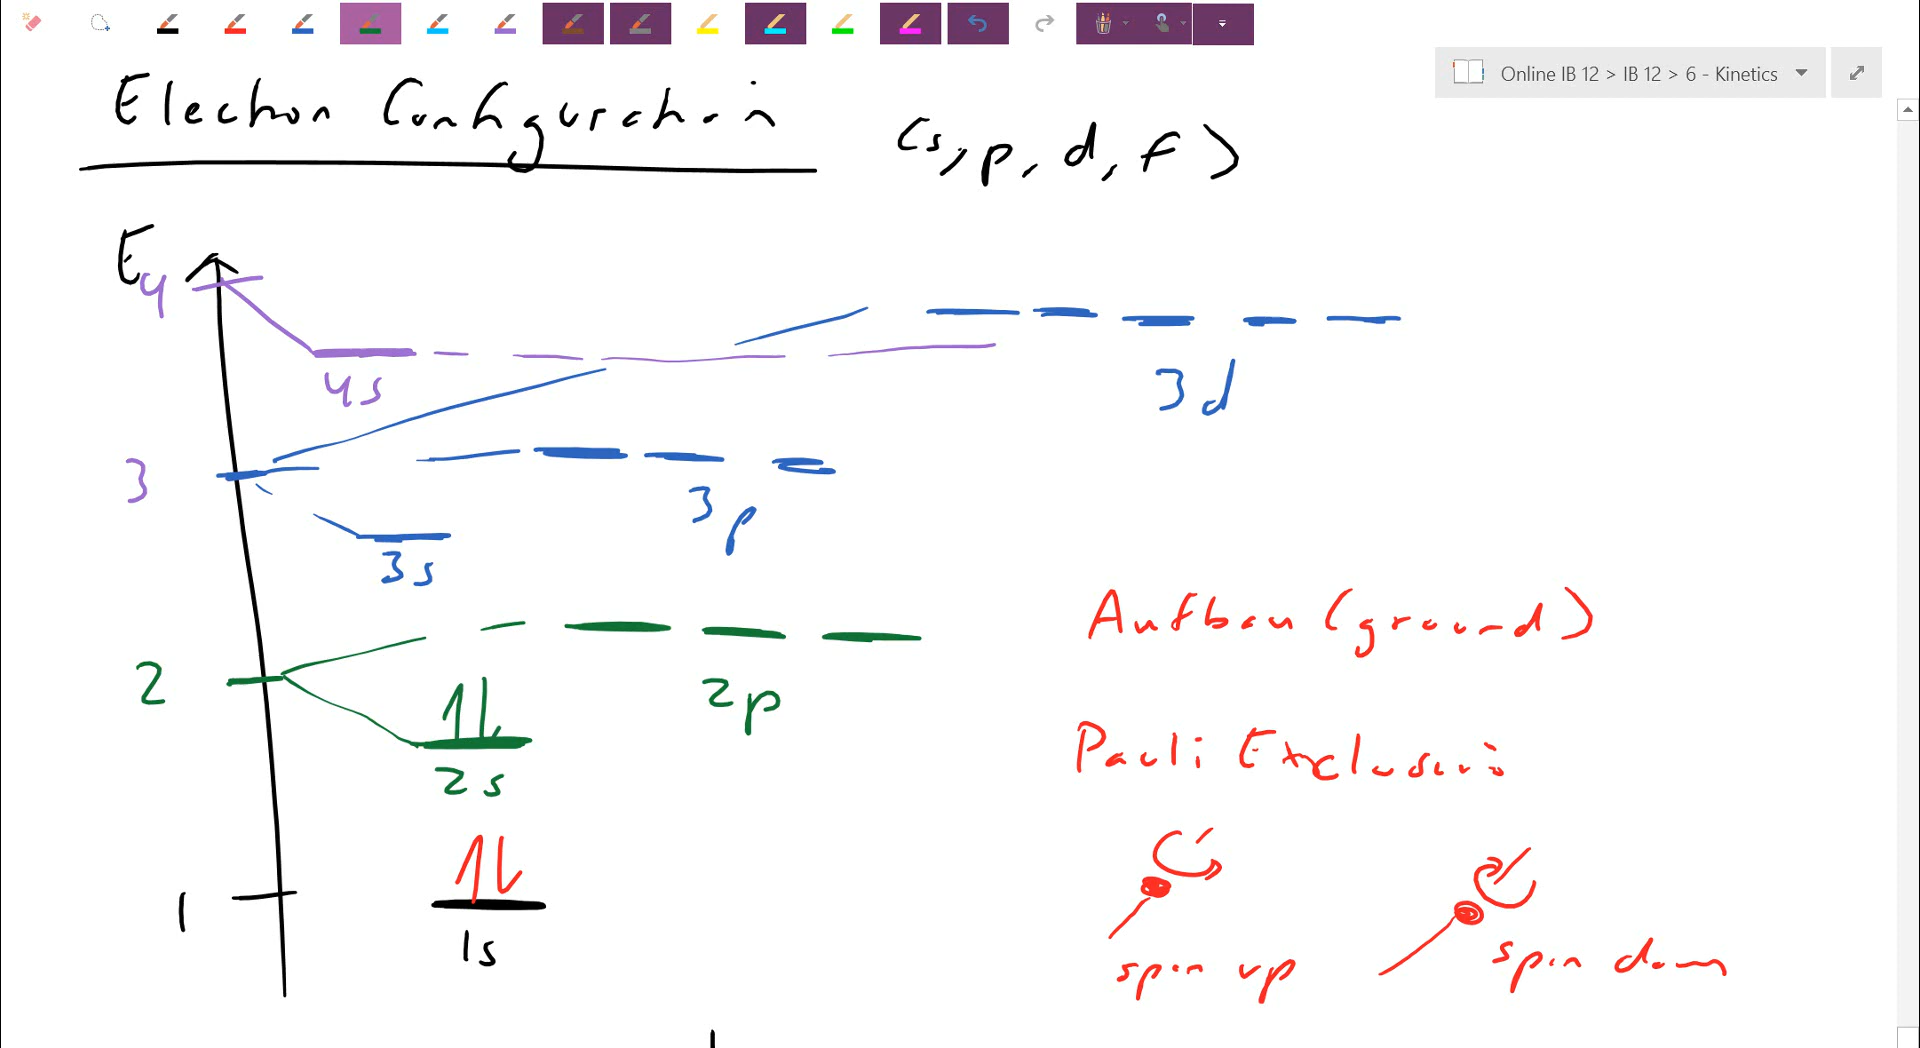 Online IB 12 > IB 12 > 6 - Kinetics
Electron Configuration (s, p, d, f)
E
4
4s
3d
3
3p
3s
Aufbau (ground)
2
2p
2s
Pauli Exclusion
1
1s
spin up
spin down